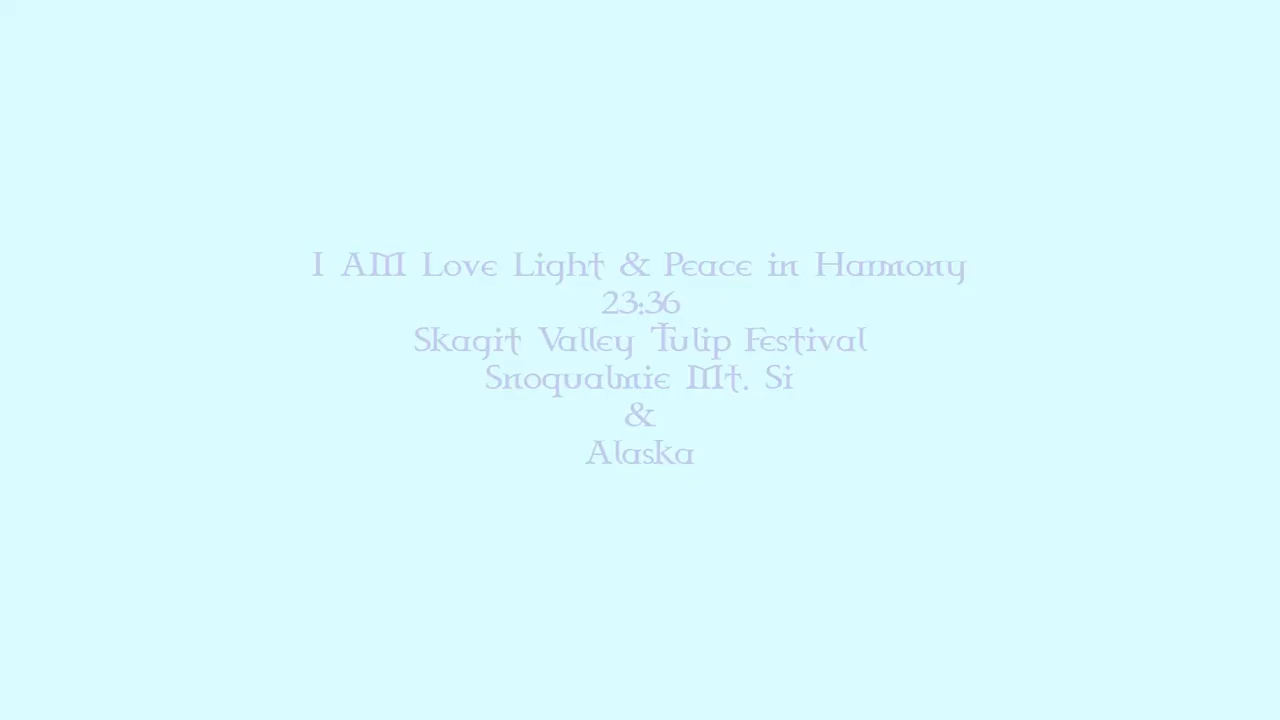 I AM Love Light & Peace in Harmony
23:36
Skagit Valley Tulip Festival
Snoqualmie Mt. Si
&
Alaska